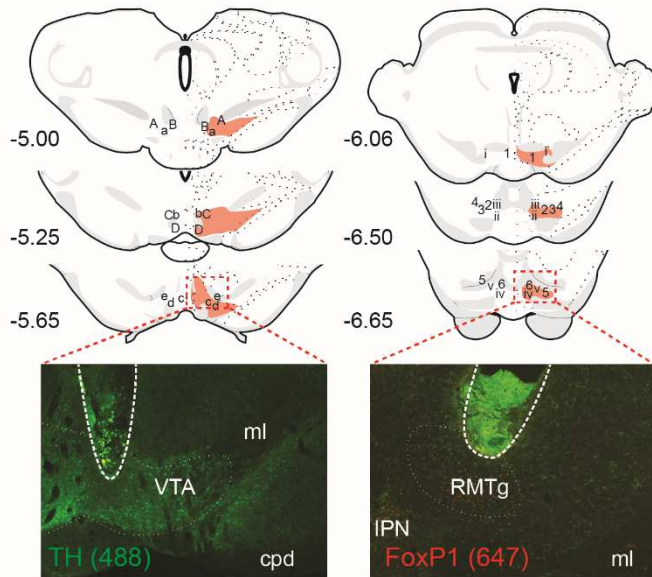 -5.00
A a B
B a A
-5.25
Cb
D
bC
D
-5.65
e d c
c d e
-6.06
i 1
1 ii
-6.50
4 3 2 iii
ii
iii 2 3 4
ii
-6.65
5 v 6
iv
6 v 5
iv
ml
VTA
TH (488)
cpd
RMTg
IPN
FoxP1 (647)
ml